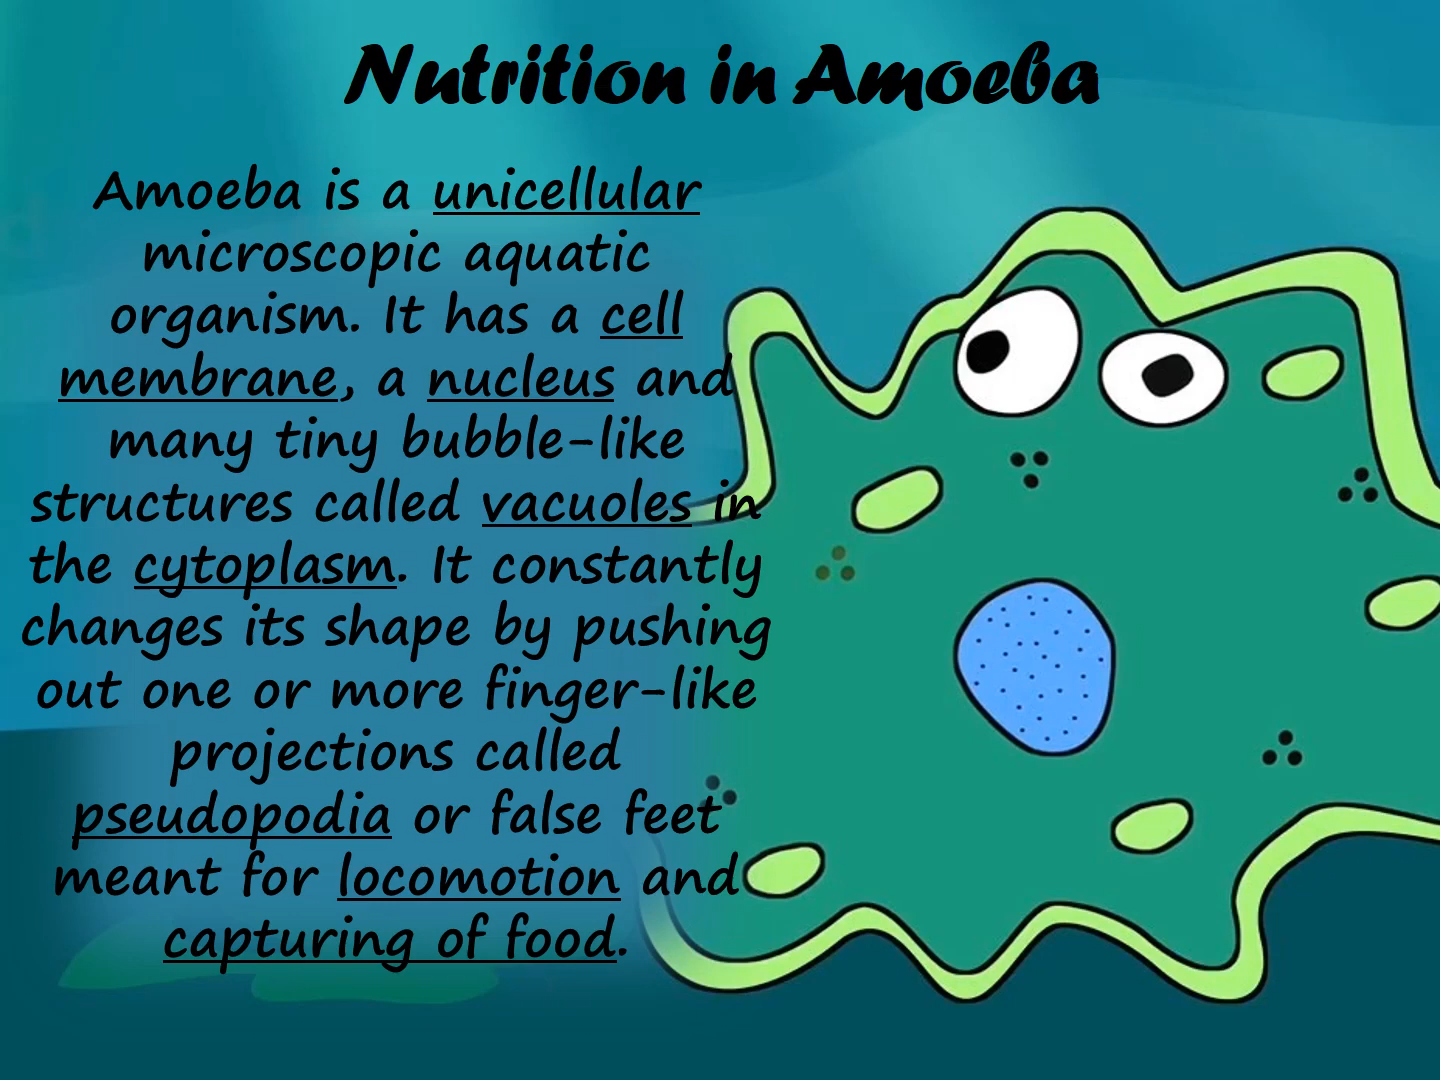 Nutrition in Amoeba
Amoeba is a unicellular
microscopic aquatic
organism. It has a cell
membrane, a nucleus and
many tiny bubble-like
structures called vacuoles in
the cytoplasm. It constantly
changes its shape by pushing
out one or more finger-like
projections called
pseudopodia or false feet
meant for locomotion and
capturing of food.